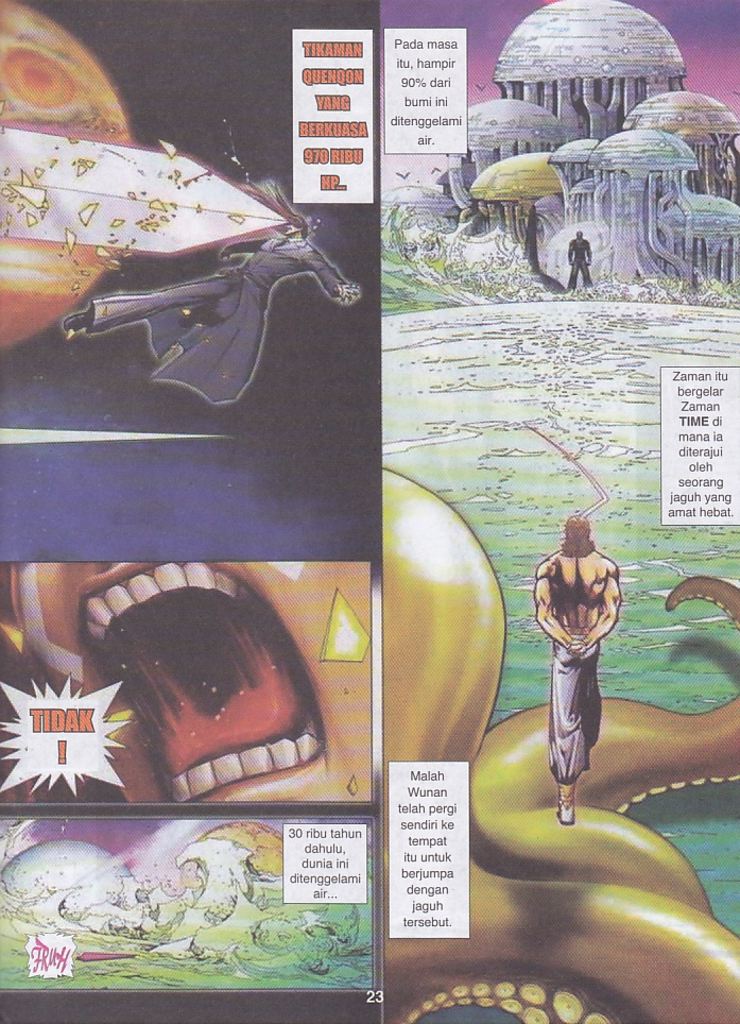 TIKAMAN
QUENQON
YANG
BERKUASA
970 RIBU
HP...
TIDAK
!
30 ribu tahun
dahulu,
dunia ini
ditenggelami
air...
FRUH
Pada masa
itu, hampir
90% dari
bumi ini
ditenggelami
air.
Zaman itu
bergelar
Zaman
TIME di
mana ia
diterajui
oleh
seorang
jaguh yang
amat hebat.
Malah
Wunan
telah pergi
sendiri ke
tempat
itu untuk
berjumpa
dengan
jaguh
tersebut.
23